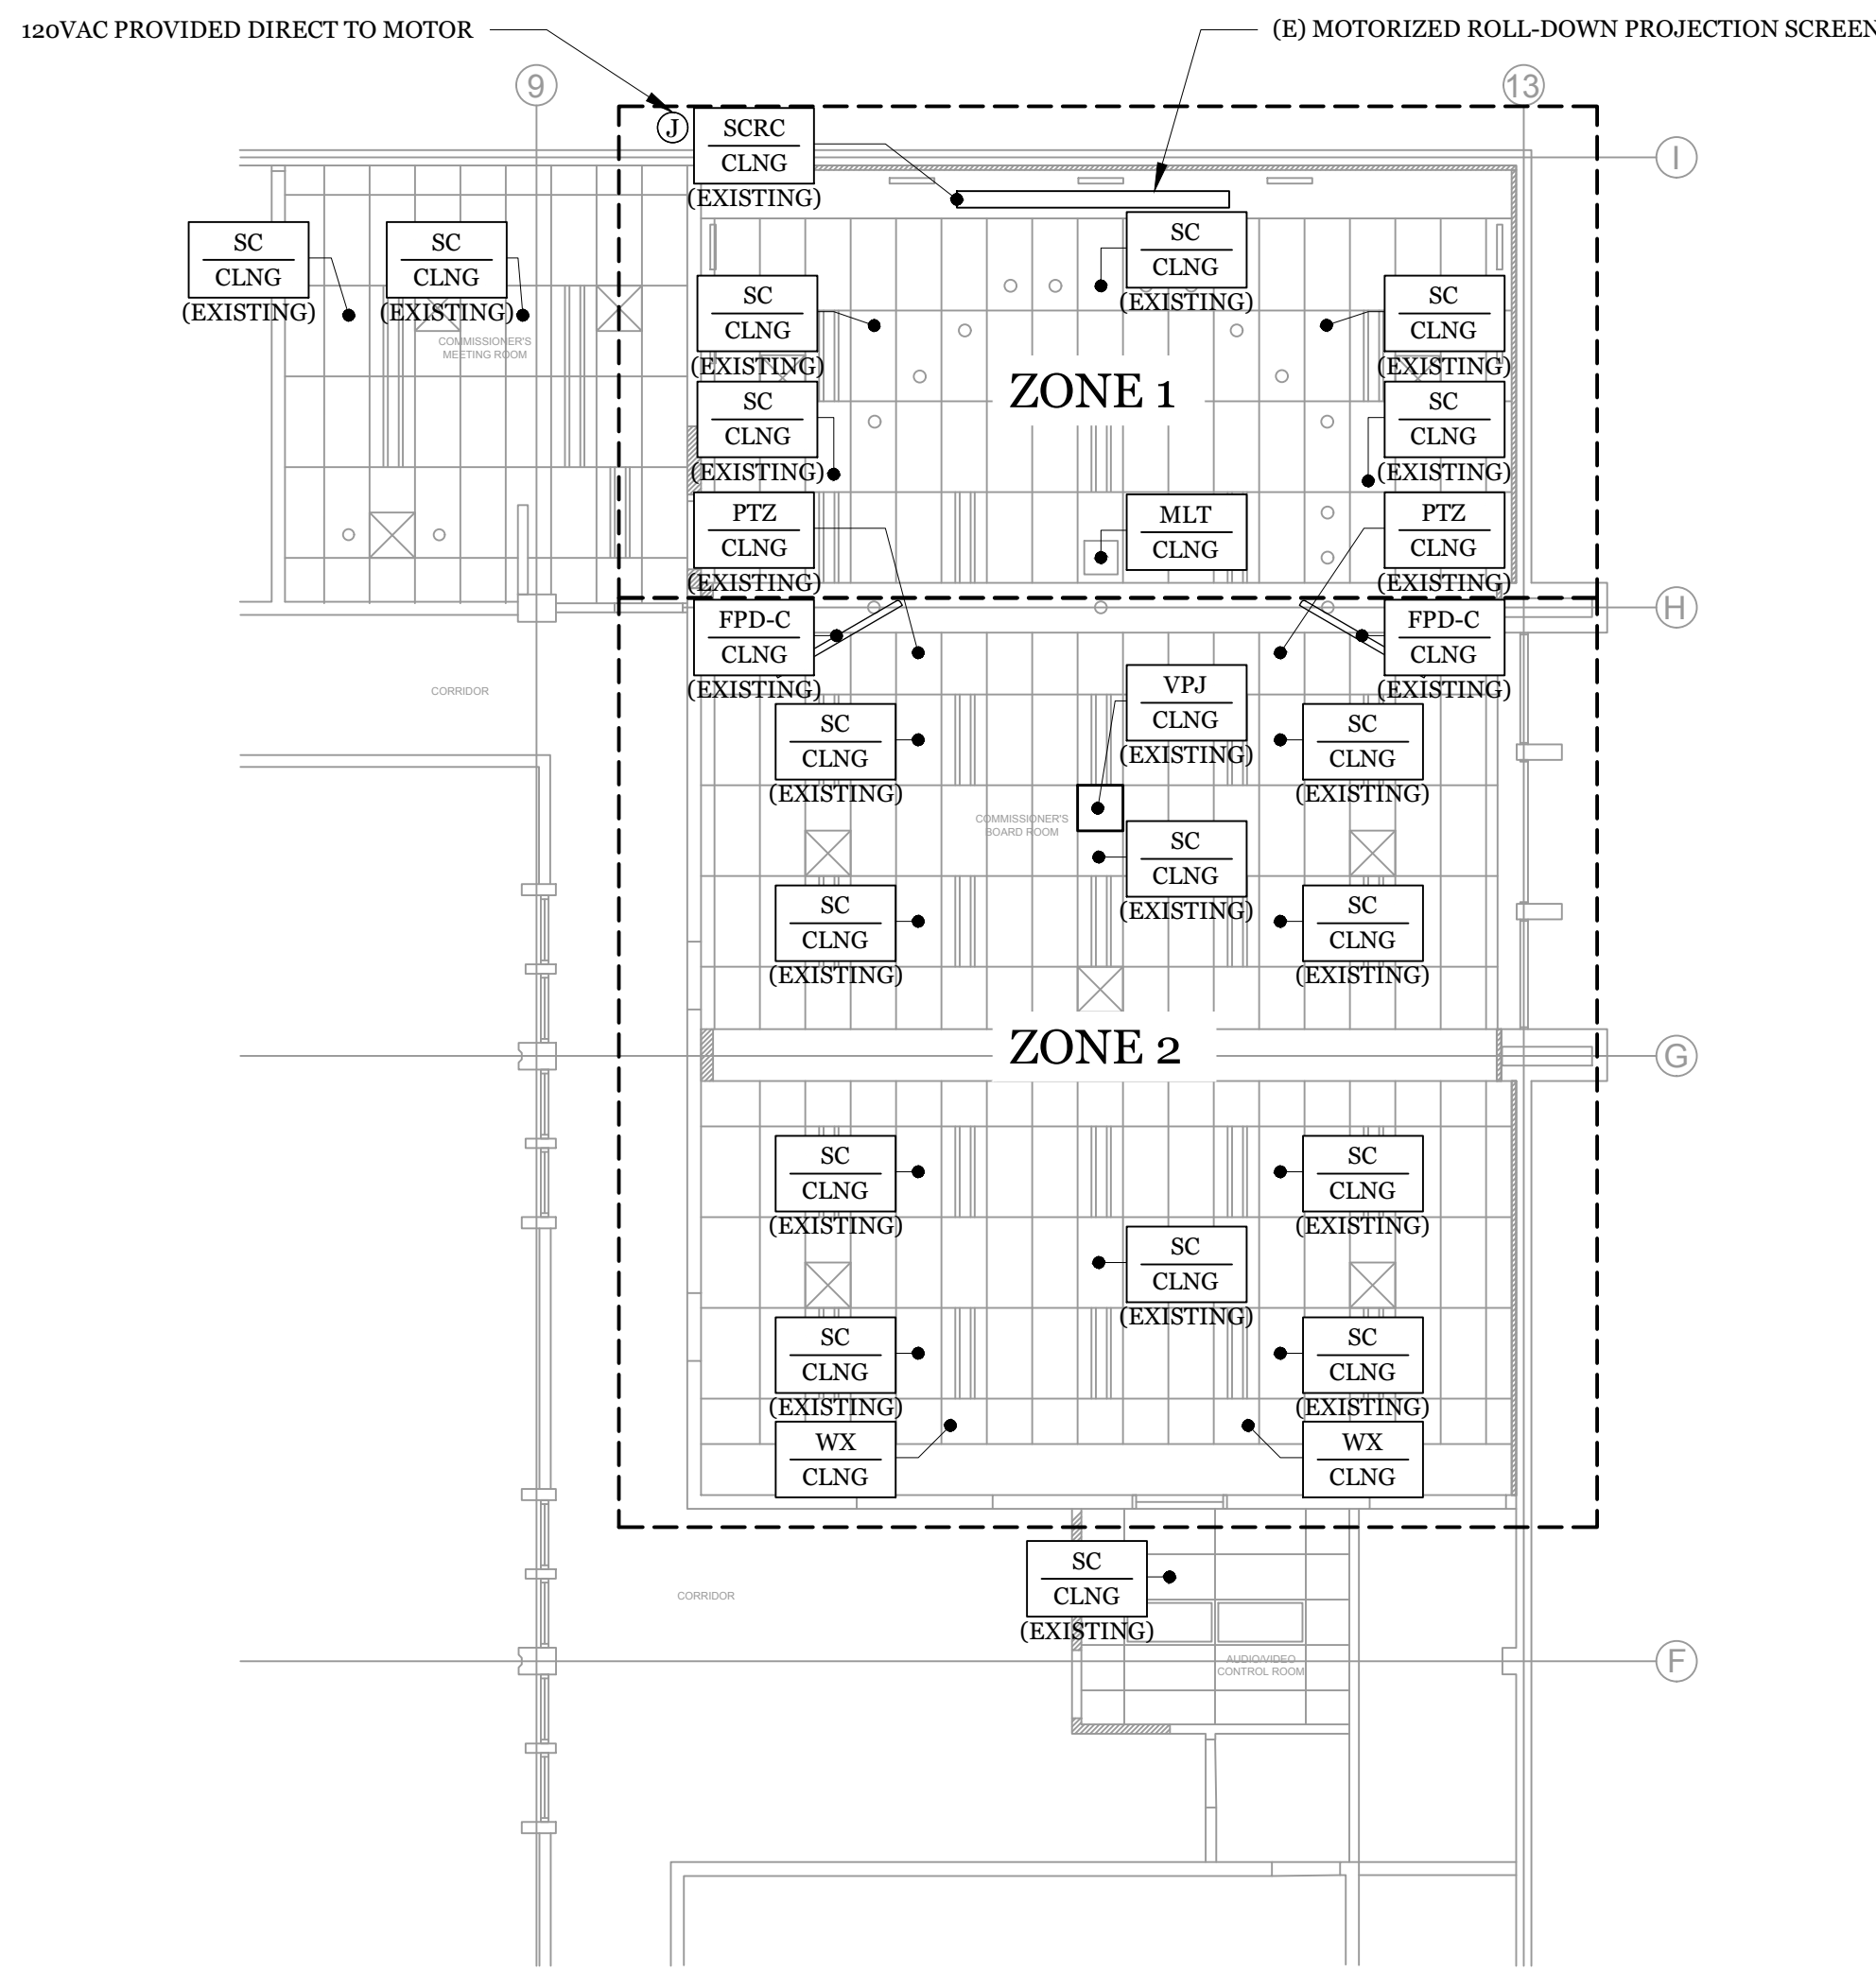 120VAC PROVIDED DIRECT TO MOTOR
(E) MOTORIZED ROLL-DOWN PROJECTION SCREEN
9
13
J
SCRC
CLNG
(EXISTING)
I
SC
CLNG
(EXISTING)
SC
CLNG
(EXISTING)
SC
CLNG
(EXISTING)
COMMISSIONER'S
MEETING ROOM
SC
CLNG
(EXISTING)
SC
CLNG
(EXISTING)
ZONE 1
SC
CLNG
(EXISTING)
SC
CLNG
(EXISTING)
PTZ
CLNG
(EXISTING)
MLT
CLNG
PTZ
CLNG
(EXISTING)
H
FPD-C
CLNG
(EXISTING)
FPD-C
CLNG
(EXISTING)
CORRIDOR
VPJ
CLNG
(EXISTING)
SC
CLNG
(EXISTING)
SC
CLNG
(EXISTING)
COMMISSIONER'S
BOARD ROOM
SC
CLNG
(EXISTING)
SC
CLNG
(EXISTING)
SC
CLNG
(EXISTING)
ZONE 2
G
SC
CLNG
(EXISTING)
SC
CLNG
(EXISTING)
SC
CLNG
(EXISTING)
SC
CLNG
(EXISTING)
SC
CLNG
(EXISTING)
WX
CLNG
WX
CLNG
SC
CLNG
(EXISTING)
CORRIDOR
AUDIO/VIDEO
CONTROL ROOM
F